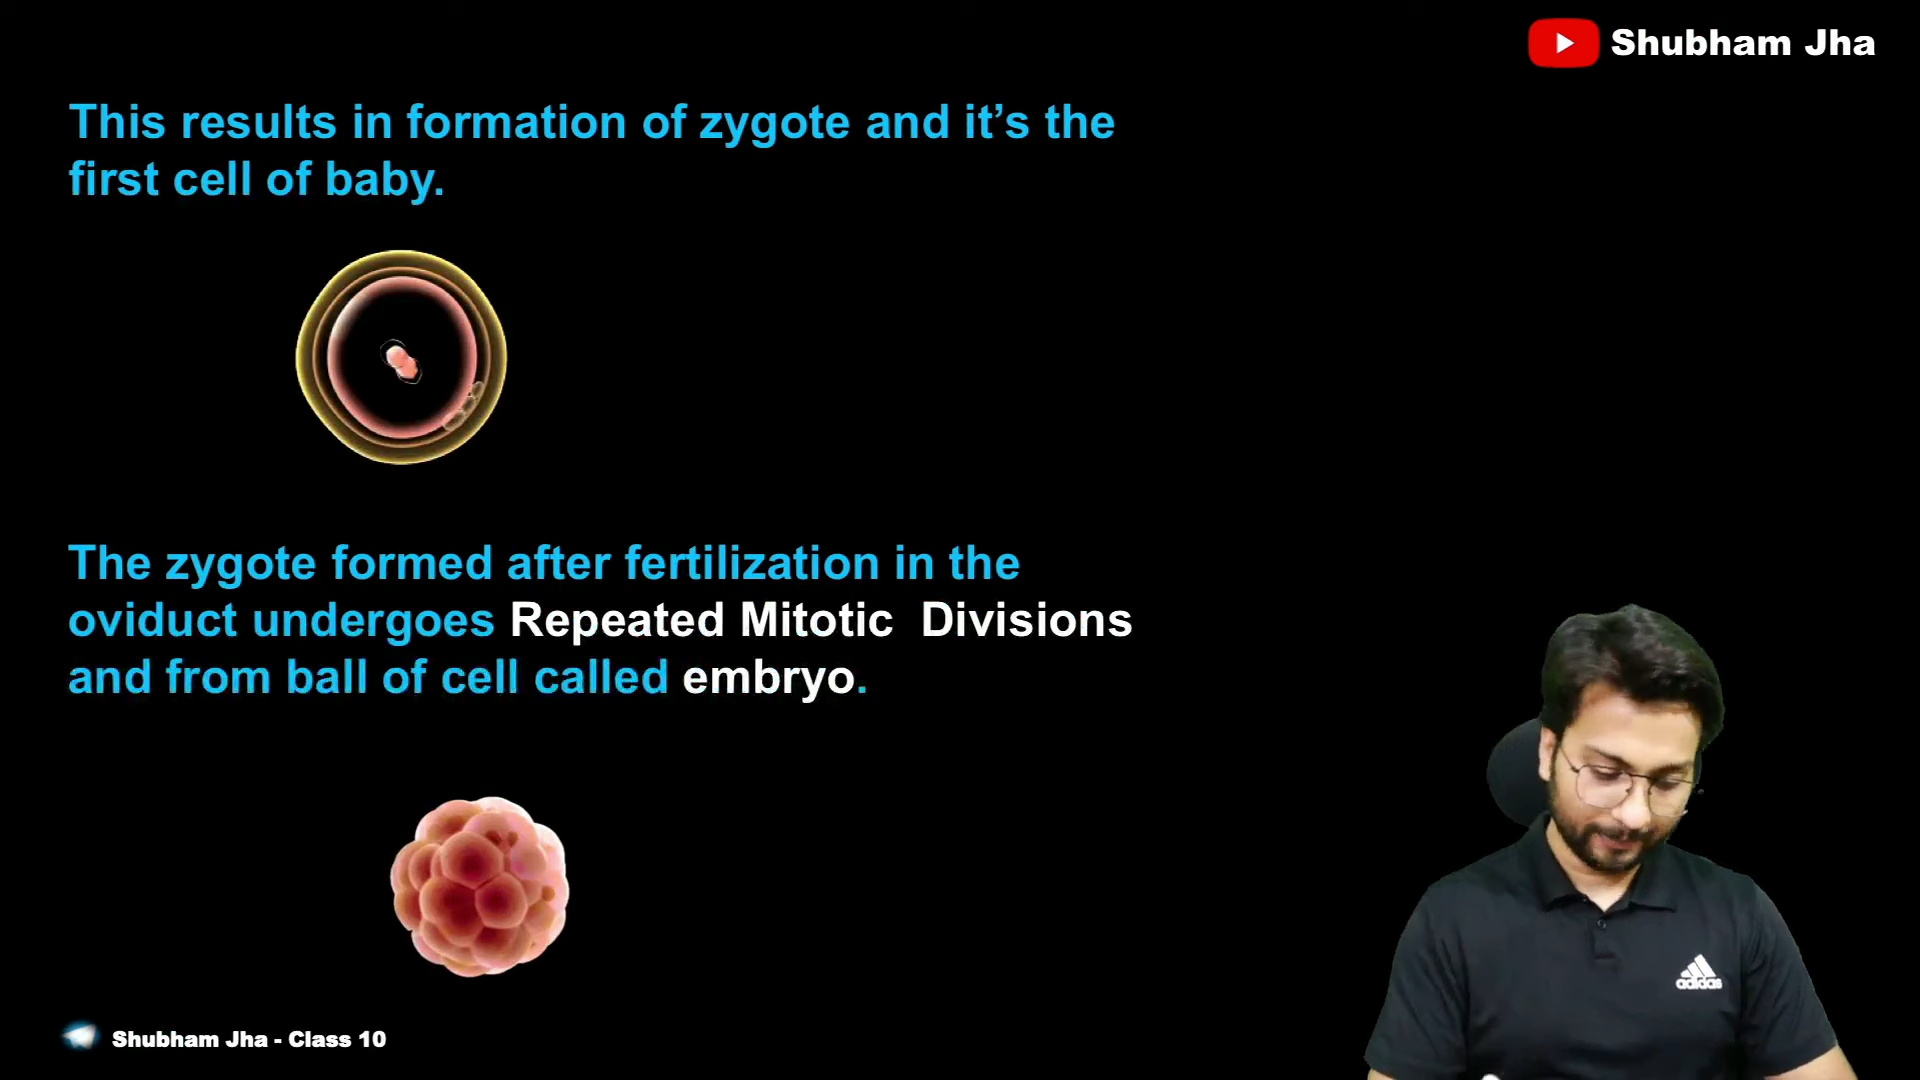 Shubham Jha
This results in formation of zygote and it’s the
first cell of baby.
The zygote formed after fertilization in the
oviduct undergoes Repeated Mitotic  Divisions
and from ball of cell called embryo.
adidas
Shubham Jha - Class 10